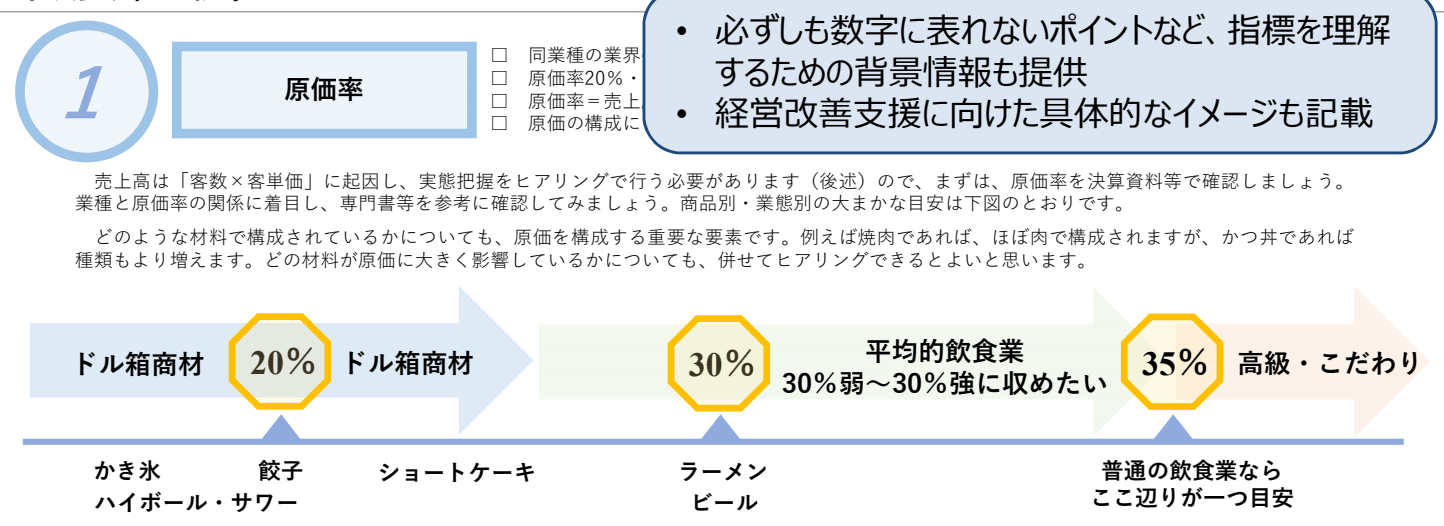 1
原価率
□ 同業種の業界
□ 原価率20%・
□ 原価率＝売上
□ 原価の構成に
• 必ずしも数字に表れないポイントなど、指標を理解
するための背景情報も提供
• 経営改善支援に向けた具体的なイメージも記載
売上高は「客数×客単価」に起因し、実態把握をヒアリングで行う必要があります（後述）ので、まずは、原価率を決算資料等で確認しましょう。
業種と原価率の関係に着目し、専門書等を参考に確認してみましょう。商品別・業態別の大まかな目安は下図のとおりです。
どのような材料で構成されているかについても、原価を構成する重要な要素です。例えば焼肉であれば、ほぼ肉で構成されますが、かつ丼であれば
種類もより増えます。どの材料が原価に大きく影響しているかについても、併せてヒアリングできるとよいと思います。
ドル箱商材 20% ドル箱商材 30% 平均的飲食業 35% 高級・こだわり
30%弱～30%強に収めたい
かき氷 餃子 ショートケーキ ラーメン 普通の飲食業なら
ハイボール・サワー ビール ここ辺りが一つ目安